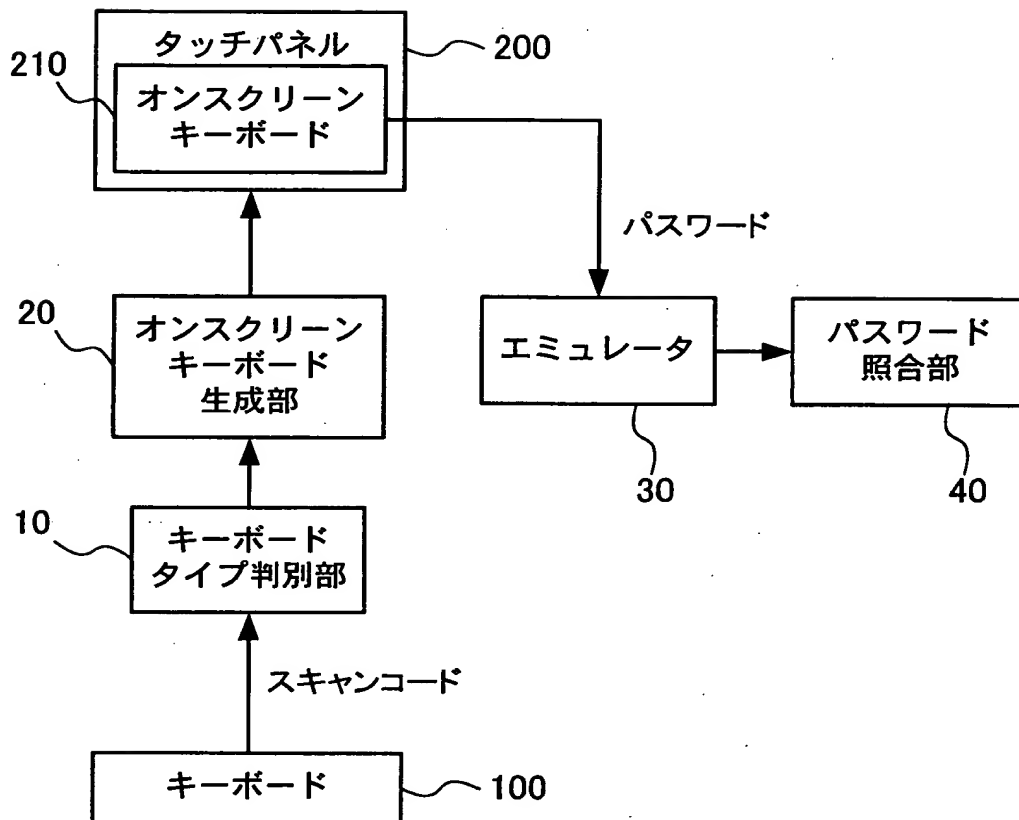 タッチパネル
200
210
オンスクリーン
キーボード
パスワード
20
オンスクリーン
キーボード
生成部
エミュレータ
パスワード
照合部
30
40
10
キーボード
タイプ判別部
スキャンコード
キーボード
100